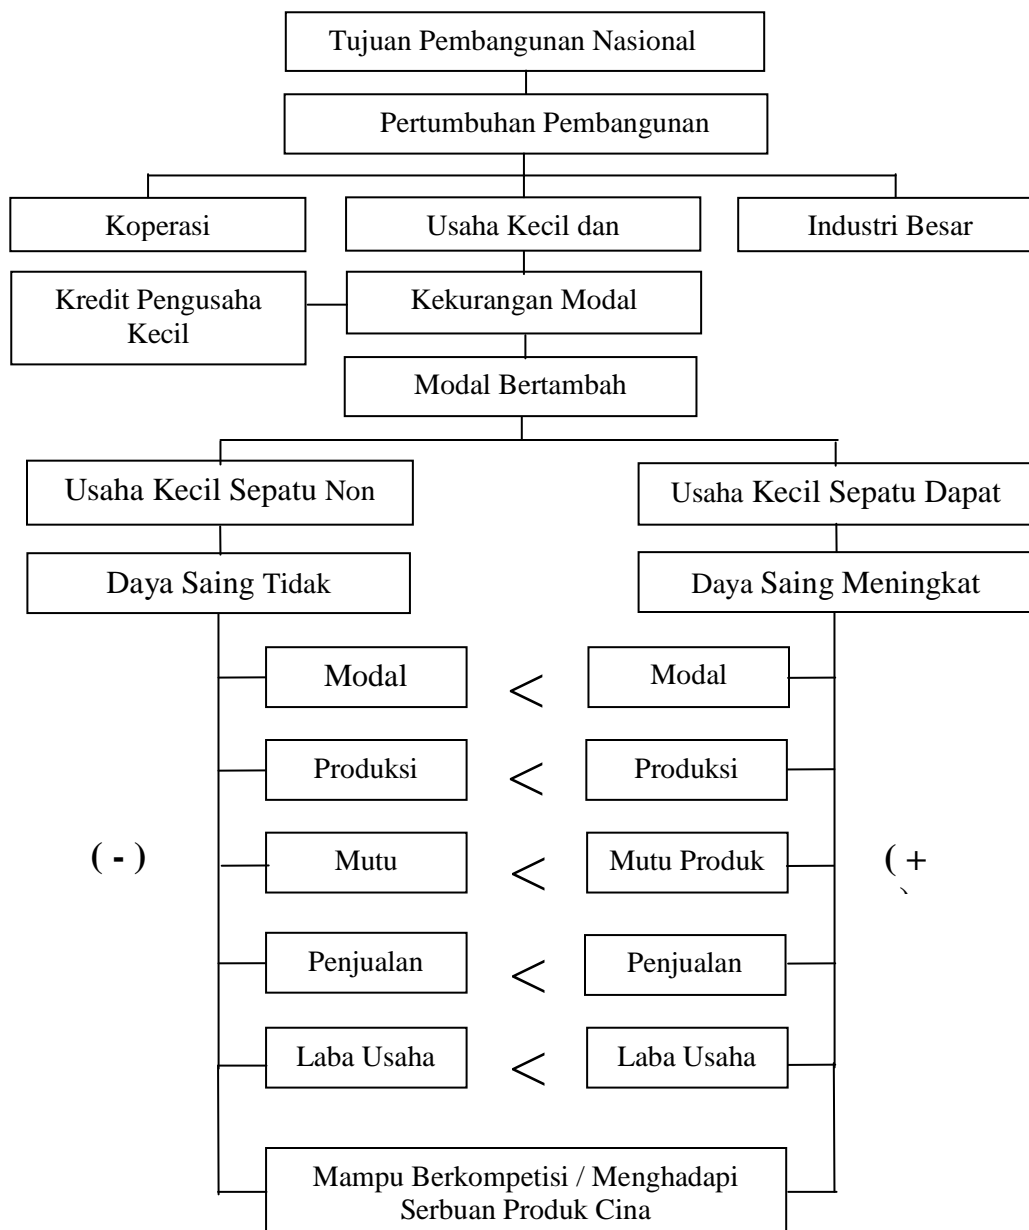 Tujuan Pembangunan Nasional
Pertumbuhan Pembangunan
Koperasi
Usaha Kecil dan
Industri Besar
Kredit Pengusaha
Kecil
Kekurangan Modal
Modal Bertambah
Usaha Kecil Sepatu Non
Usaha Kecil Sepatu Dapat
Daya Saing Tidak
Daya Saing Meningkat
Modal
<
Modal
Produksi
<
Produksi
( - )
Mutu
<
Mutu Produk
( +
Penjualan
<
Penjualan
Laba Usaha
<
Laba Usaha
Mampu Berkompetisi / Menghadapi
Serbuan Produk Cina